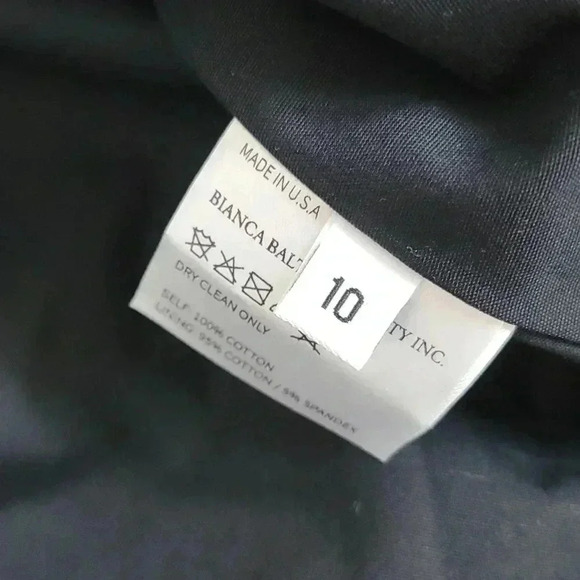 MADE IN U.S.A
BIANCA BALT TY INC.
10
DRY CLEAN ONLY
SELF: 100% COTTON
LINING: 95% COTTON / 5% SPANDEX